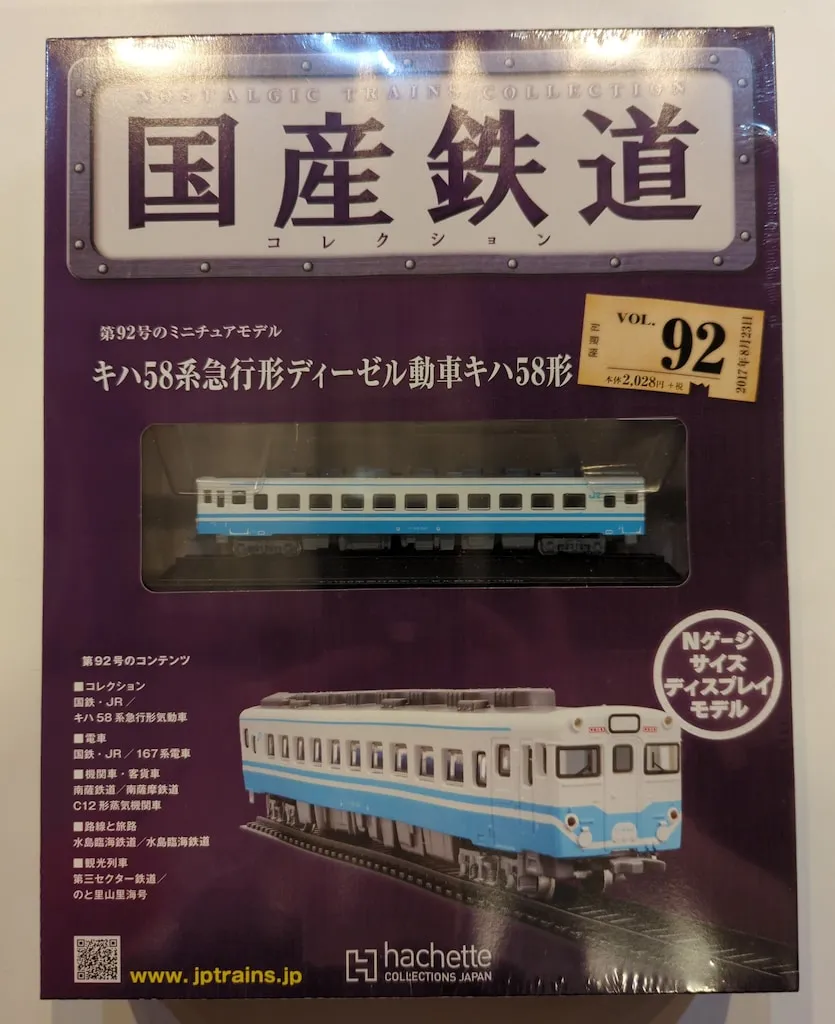 NOSTALGIC TRAINS COLLECTION
国産鉄道
コレクション
第92号のミニチュアモデル
キハ58系急行形ディーゼル動車キハ58形
VOL. 92
本体2,028円+税
2017年8月23日
Nゲージ
サイズ
ディスプレイ
モデル
第92号のコンテンツ
■コレクション
国鉄・JR/
キハ58系急行形気動車
■電車
国鉄・JR/167系電車
■機関車・客貨車
南薩鉄道/南薩摩鉄道
C12形蒸気機関車
■路線と旅路
水島臨海鉄道/水島臨海鉄道
■観光列車
第三セクター鉄道/
のと里山里海号
www.jptrains.jp
hachette
COLLECTIONS JAPAN